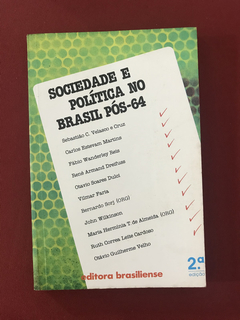 SOCIEDADE E
POLÍTICA NO
BRASIL PÓS-64
Sebastião C. Velasco e Cruz
Carlos Estevam Martins
Fábio Wanderley Reis
René Armand Dreifuss
Otavio Soares Dulci
Vilmar Faria
Bernardo Sorj (ORG)
John Wilkinson
Maria Hermínia T. de Almeida (ORG)
Ruth Correa Leite Cardoso
Otávio Guilherme Velho
2.ª
edição
editora brasiliense